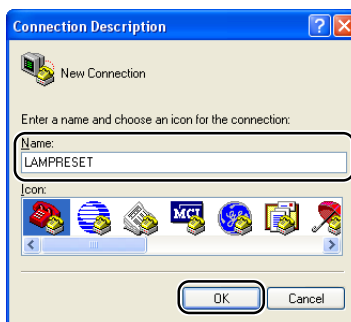 Connection Description
New Connection
Enter a name and choose an icon for the connection:
Name:
LAMPRESET
Icon:
MCI
OK Cancel